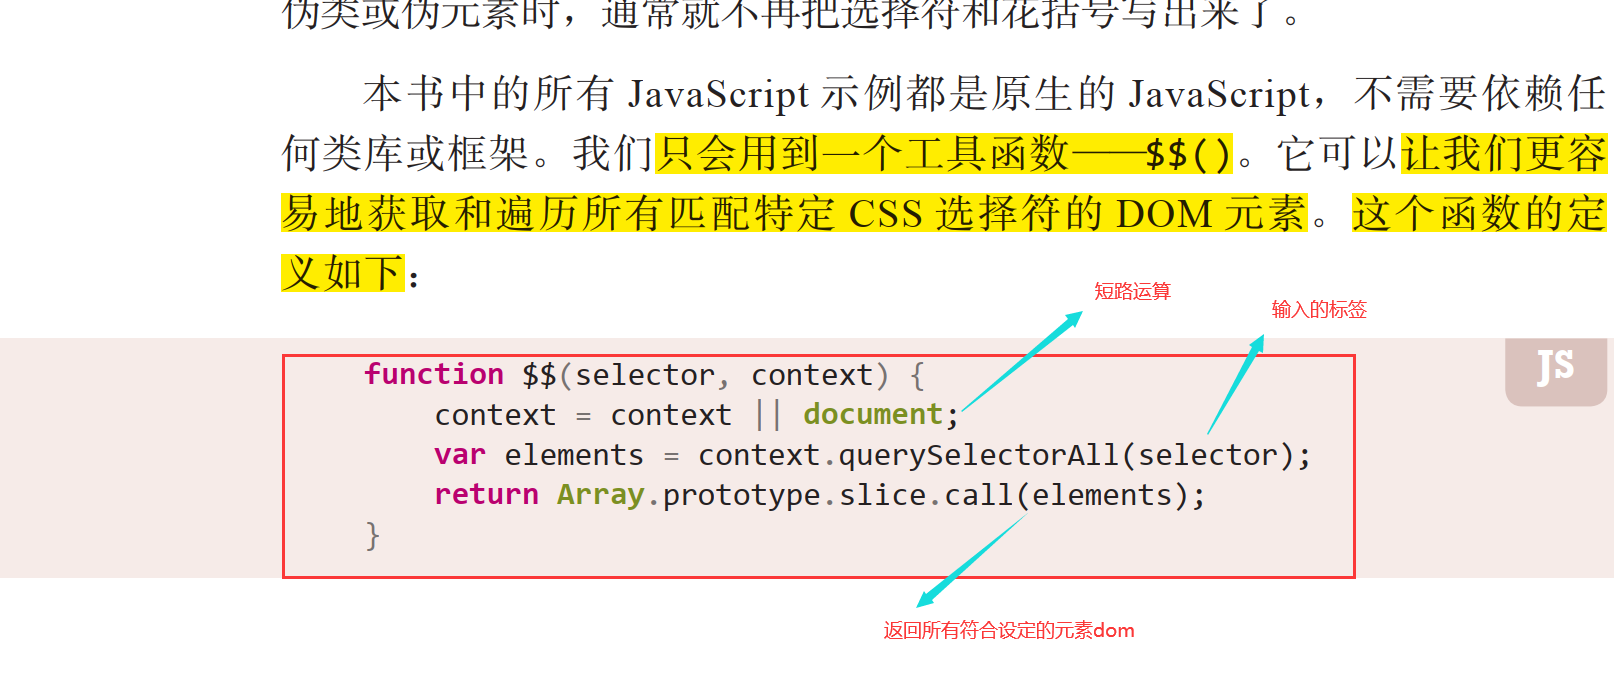 伪类或伪元素时，通常就不再把选择符和花括号写出来了。
本书中的所有 JavaScript 示例都是原生的 JavaScript，不需要依赖任
何类库或框架。我们只会用到一个工具函数——$$()。它可以让我们更容
易地获取和遍历所有匹配特定 CSS 选择符的 DOM 元素。这个函数的定
义如下：
短路运算
输入的标签
JS
function $$(selector, context) {
    context = context || document;
    var elements = context.querySelectorAll(selector);
    return Array.prototype.slice.call(elements);
}
返回所有符合设定的元素dom